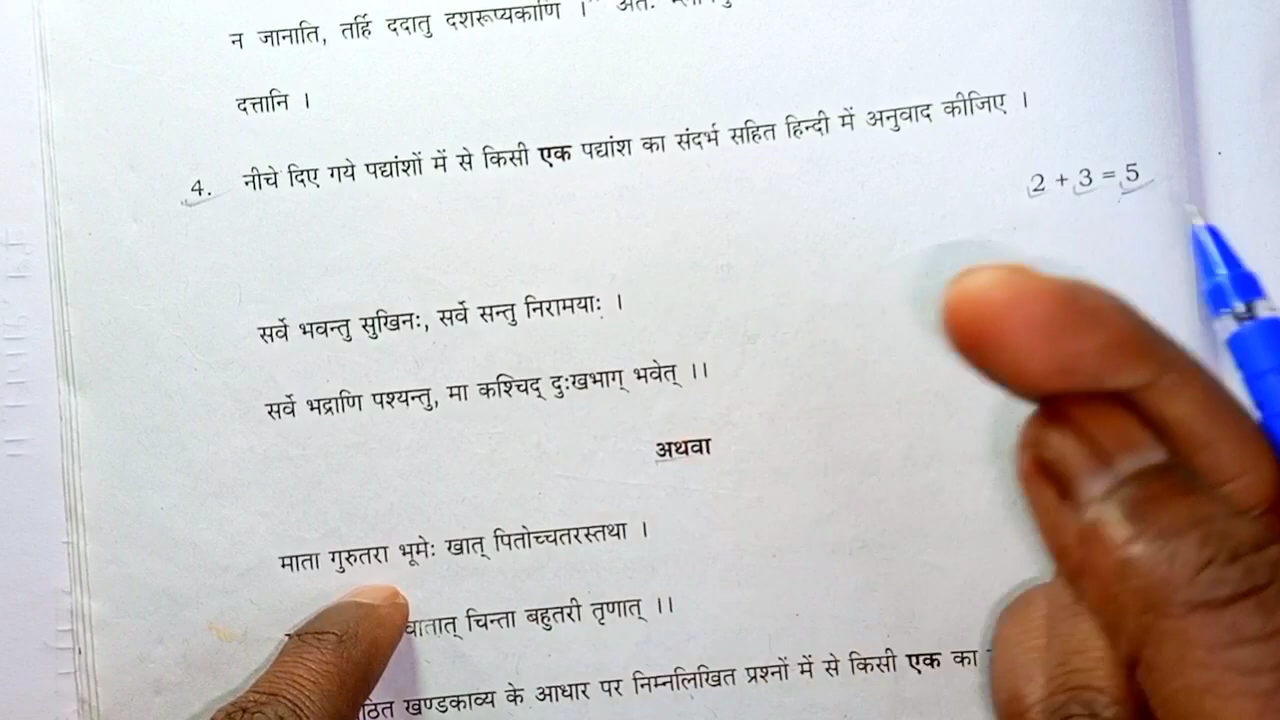 न जानाति, तर्हि ददातु दशरूप्यकाणि ।
दत्तानि ।
4. नीचे दिए गये पद्यांशों में से किसी एक पद्यांश का संदर्भ सहित हिन्दी में अनुवाद कीजिए ।
2 + 3 = 5
सर्वे भवन्तु सुखिनः, सर्वे सन्तु निरामयाः ।
सर्वे भद्राणि पश्यन्तु, मा कश्चिद् दुःखभाग् भवेत् ।।
अथवा
माता गुरुतरा भूमेः खात् पितोच्चतरस्तथा ।
वातात् चिन्ता बहुतरी तृणात् ।।
खण्डकाव्य के आधार पर निम्नलिखित प्रश्नों में से किसी एक का